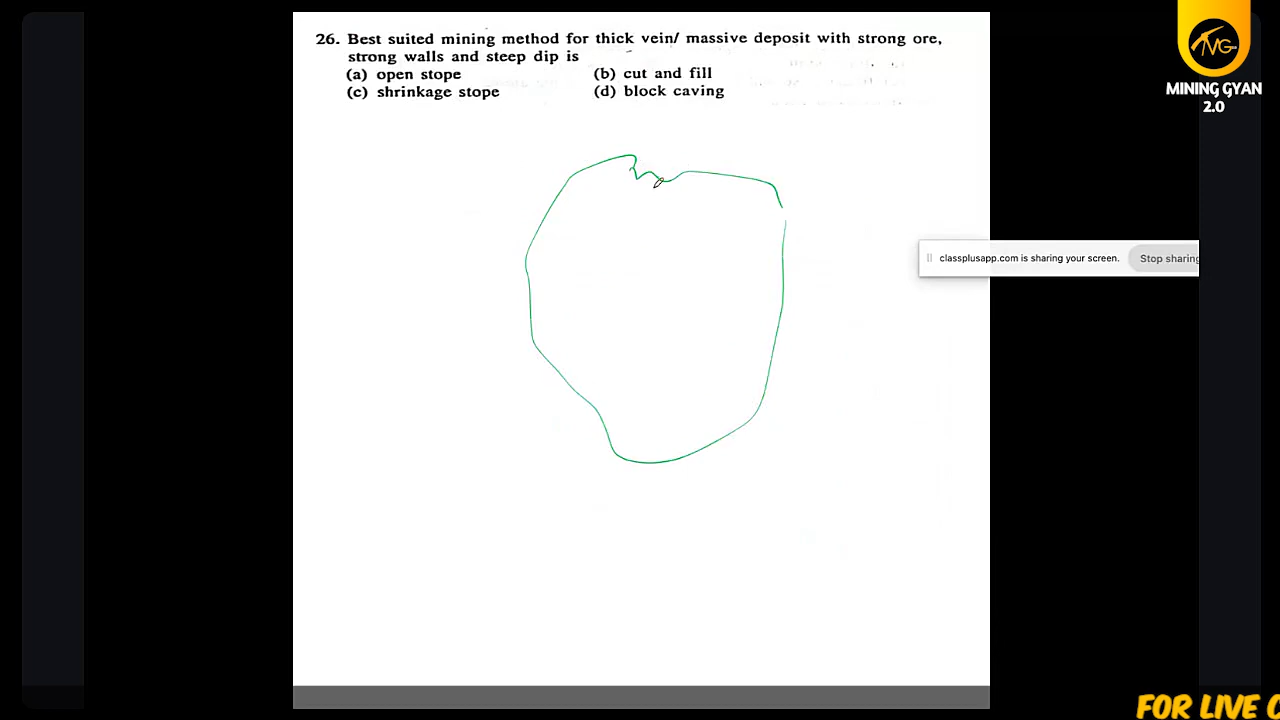 26. Best suited mining method for thick vein/ massive deposit with strong ore,
strong walls and steep dip is
(a) open stope (b) cut and fill
(c) shrinkage stope (d) block caving
TMG
MINING GYAN
2.0
classplusapp.com is sharing your screen. Stop sharing
FOR LIVE